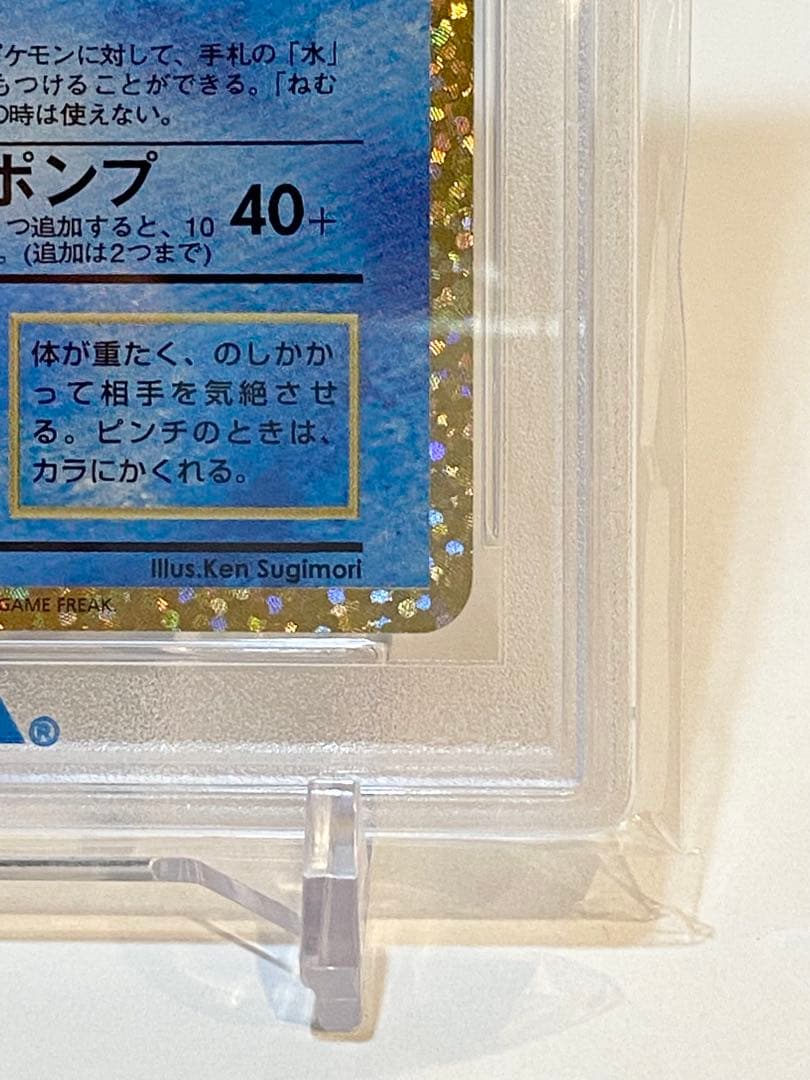 ケモンに対して、手札の「水」
もつけることができる。「ねむ
の時は使えない。
ポンプ
つ追加すると、10
40+
。(追加は2つまで)
体が重たく、のしかか
って相手を気絶させ
る。ピンチのときは、
カラにかくれる。
Illus.Ken Sugimori
GAME FREAK.
®